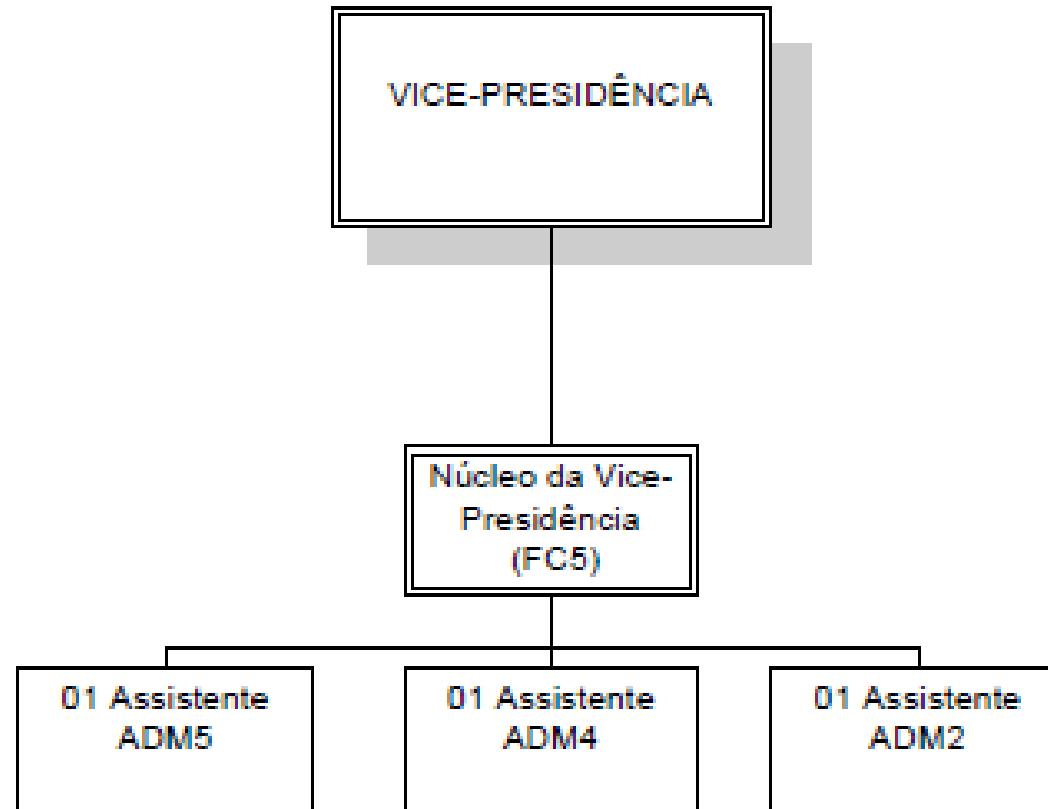 VICE-PRESIDÊNCIA
Núcleo da Vice-
Presidência
(FC5)
01 Assistente
ADM5
01 Assistente
ADM4
01 Assistente
ADM2